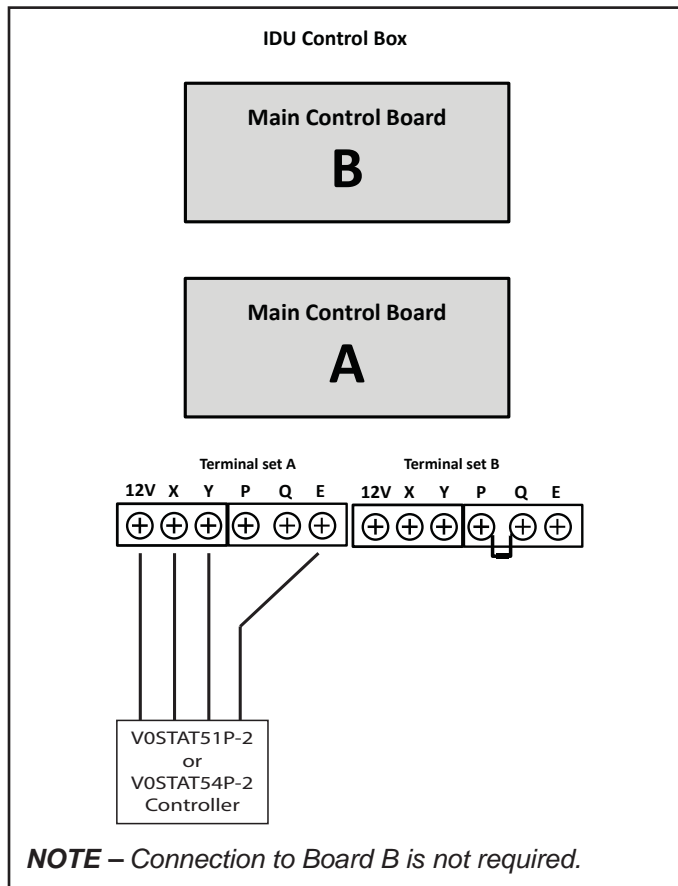 IDU Control Box
Main Control Board
B
Main Control Board
A
Terminal set A Terminal set B
12V X Y P Q E 12V X Y P Q E
V0STAT51P-2
or
V0STAT54P-2
Controller
NOTE – Connection to Board B is not required.